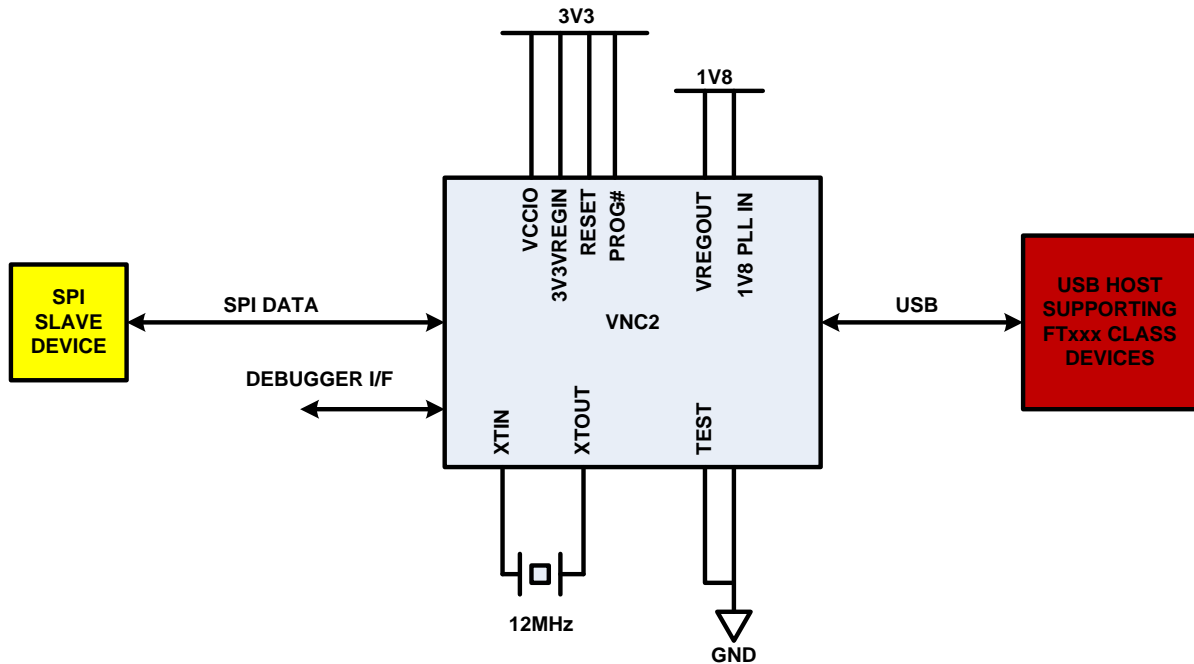 3V3
1V8
VCCIO
3V3VREGIN
RESET
PROG#
VREGOUT
1V8 PLL IN
SPI
SLAVE
DEVICE
SPI DATA
VNC2
USB
USB HOST
SUPPORTING
FTxxx CLASS
DEVICES
DEBUGGER I/F
XTIN
XTOUT
TEST
12MHz
GND